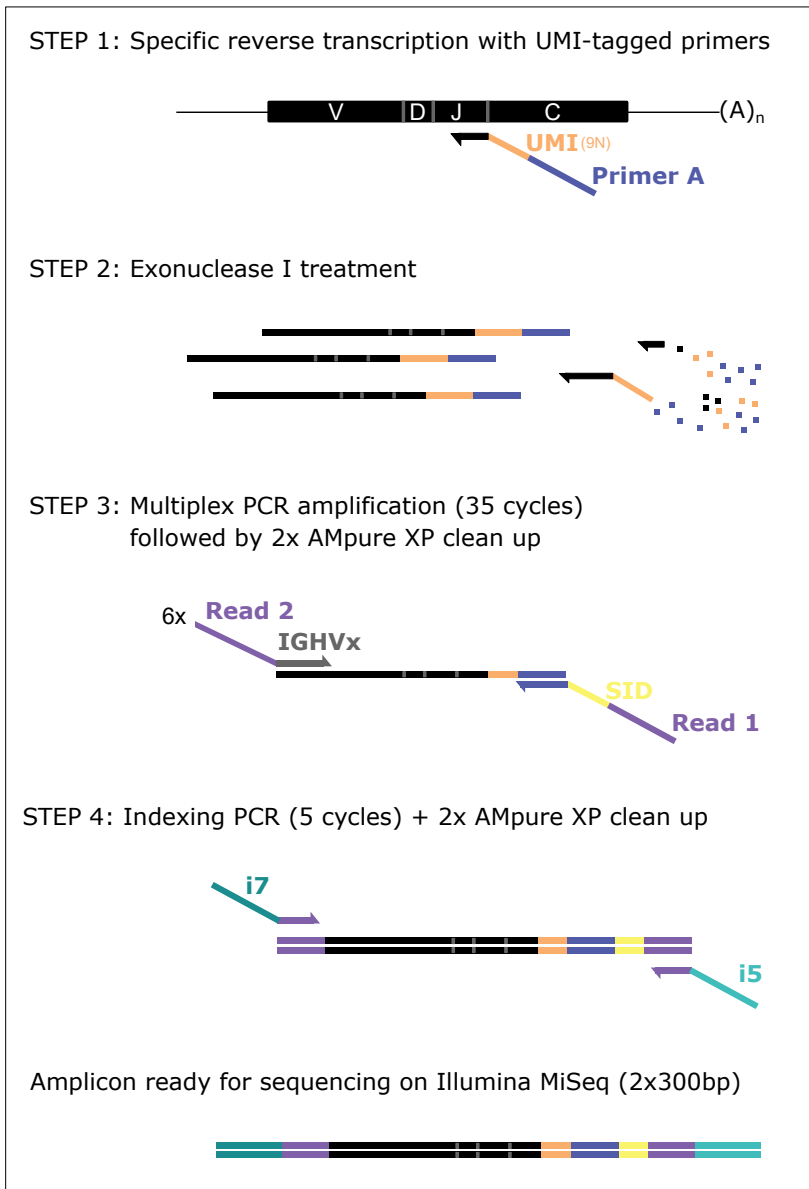 STEP 1: Specific reverse transcription with UMI-tagged primers
V D J C (A)n
UMI(9N)
Primer A
STEP 2: Exonuclease I treatment
STEP 3: Multiplex PCR amplification (35 cycles)
followed by 2x AMpure XP clean up
6x Read 2
IGHVx
SID
Read 1
STEP 4: Indexing PCR (5 cycles) + 2x AMpure XP clean up
i7
i5
Amplicon ready for sequencing on Illumina MiSeq (2x300bp)